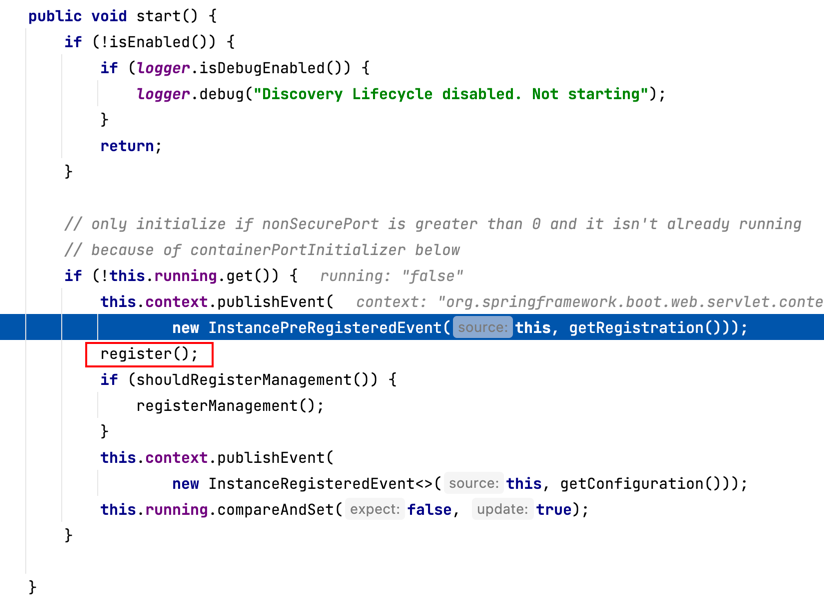 public void start() {
if (!isEnabled()) {
if (logger.isDebugEnabled()) {
logger.debug("Discovery Lifecycle disabled. Not starting");
}
return;
}
// only initialize if nonSecurePort is greater than 0 and it isn't already running
// because of containerPortInitializer below
if (!this.running.get()) { running: "false"
this.context.publishEvent( context: "org.springframework.boot.web.servlet.conte
new InstancePreRegisteredEvent( source: this, getRegistration()));
register();
if (shouldRegisterManagement()) {
registerManagement();
}
this.context.publishEvent(
new InstanceRegisteredEvent<>( source: this, getConfiguration()));
this.running.compareAndSet( expect: false, update: true);
}
}